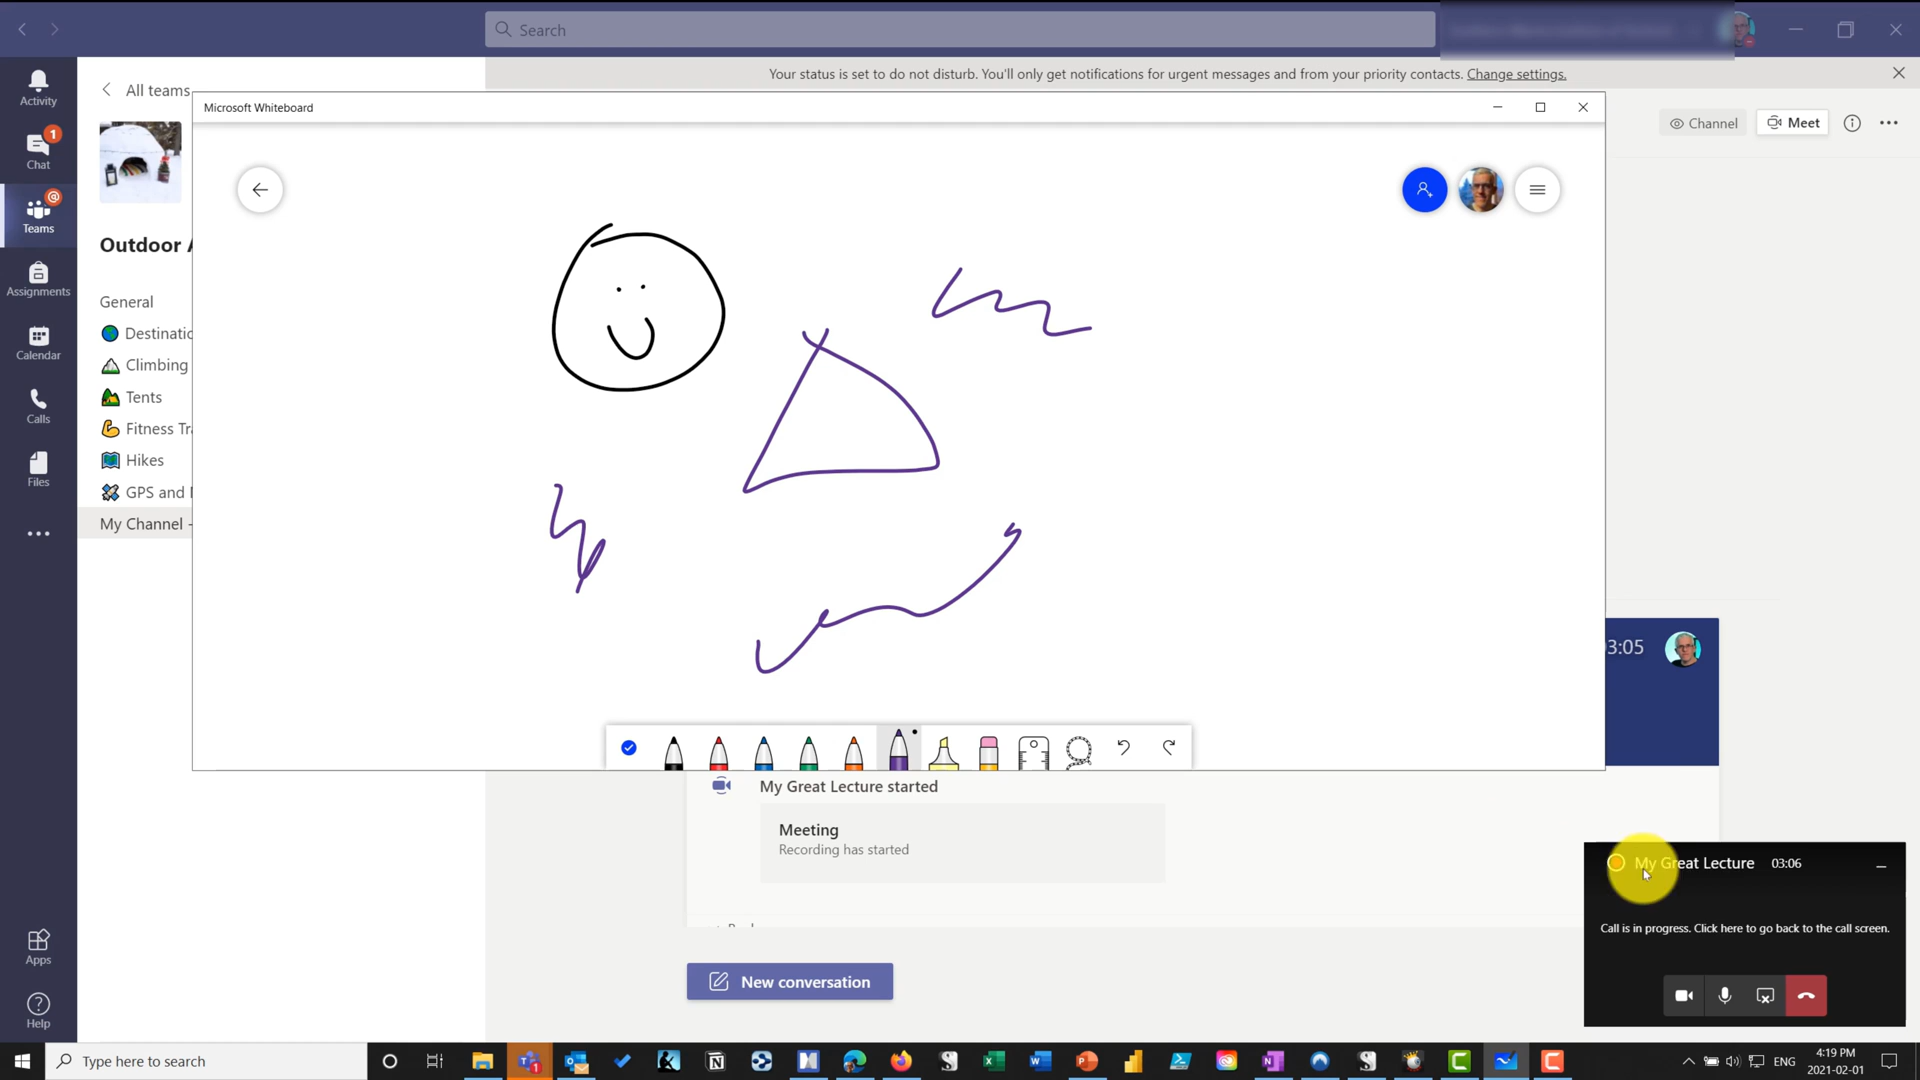 Search
Your status is set to do not disturb. You'll only get notifications for urgent messages and from your priority contacts. Change settings.
Activity
Chat
1
Teams
@
Assignments
Calendar
Calls
Files
Apps
Help
All teams
Outdoor
General
Destinatio
Climbing
Tents
Fitness Tr
Hikes
GPS and
My Channel -
Microsoft Whiteboard
Channel
Meet
3:05
My Great Lecture started
Meeting
Recording has started
New conversation
My Great Lecture 03:06
Call is in progress. Click here to go back to the call screen.
Type here to search
ENG
4:19 PM
2021-02-01